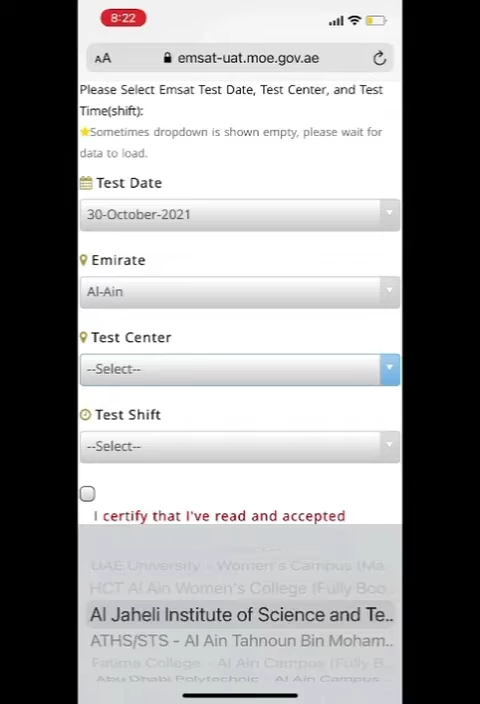 8:22
AA emsat-uat.moe.gov.ae
Please Select Emsat Test Date, Test Center, and Test
Time(shift):
Sometimes dropdown is shown empty, please wait for
data to load.
Test Date
30-October-2021
Emirate
Al-Ain
Test Center
--Select--
Test Shift
--Select--
I certify that I've read and accepted
UAE University - Women's Campus (Ma...
HCT Al Ain Women's College (Fully Boo...
Al Jaheli Institute of Science and Te..
ATHS/STS - Al Ain Tahnoun Bin Moham..
Fatima College - Al Ain Campus (Fully B...
Abu Dhabi Polytechnic - Al Ain Campus